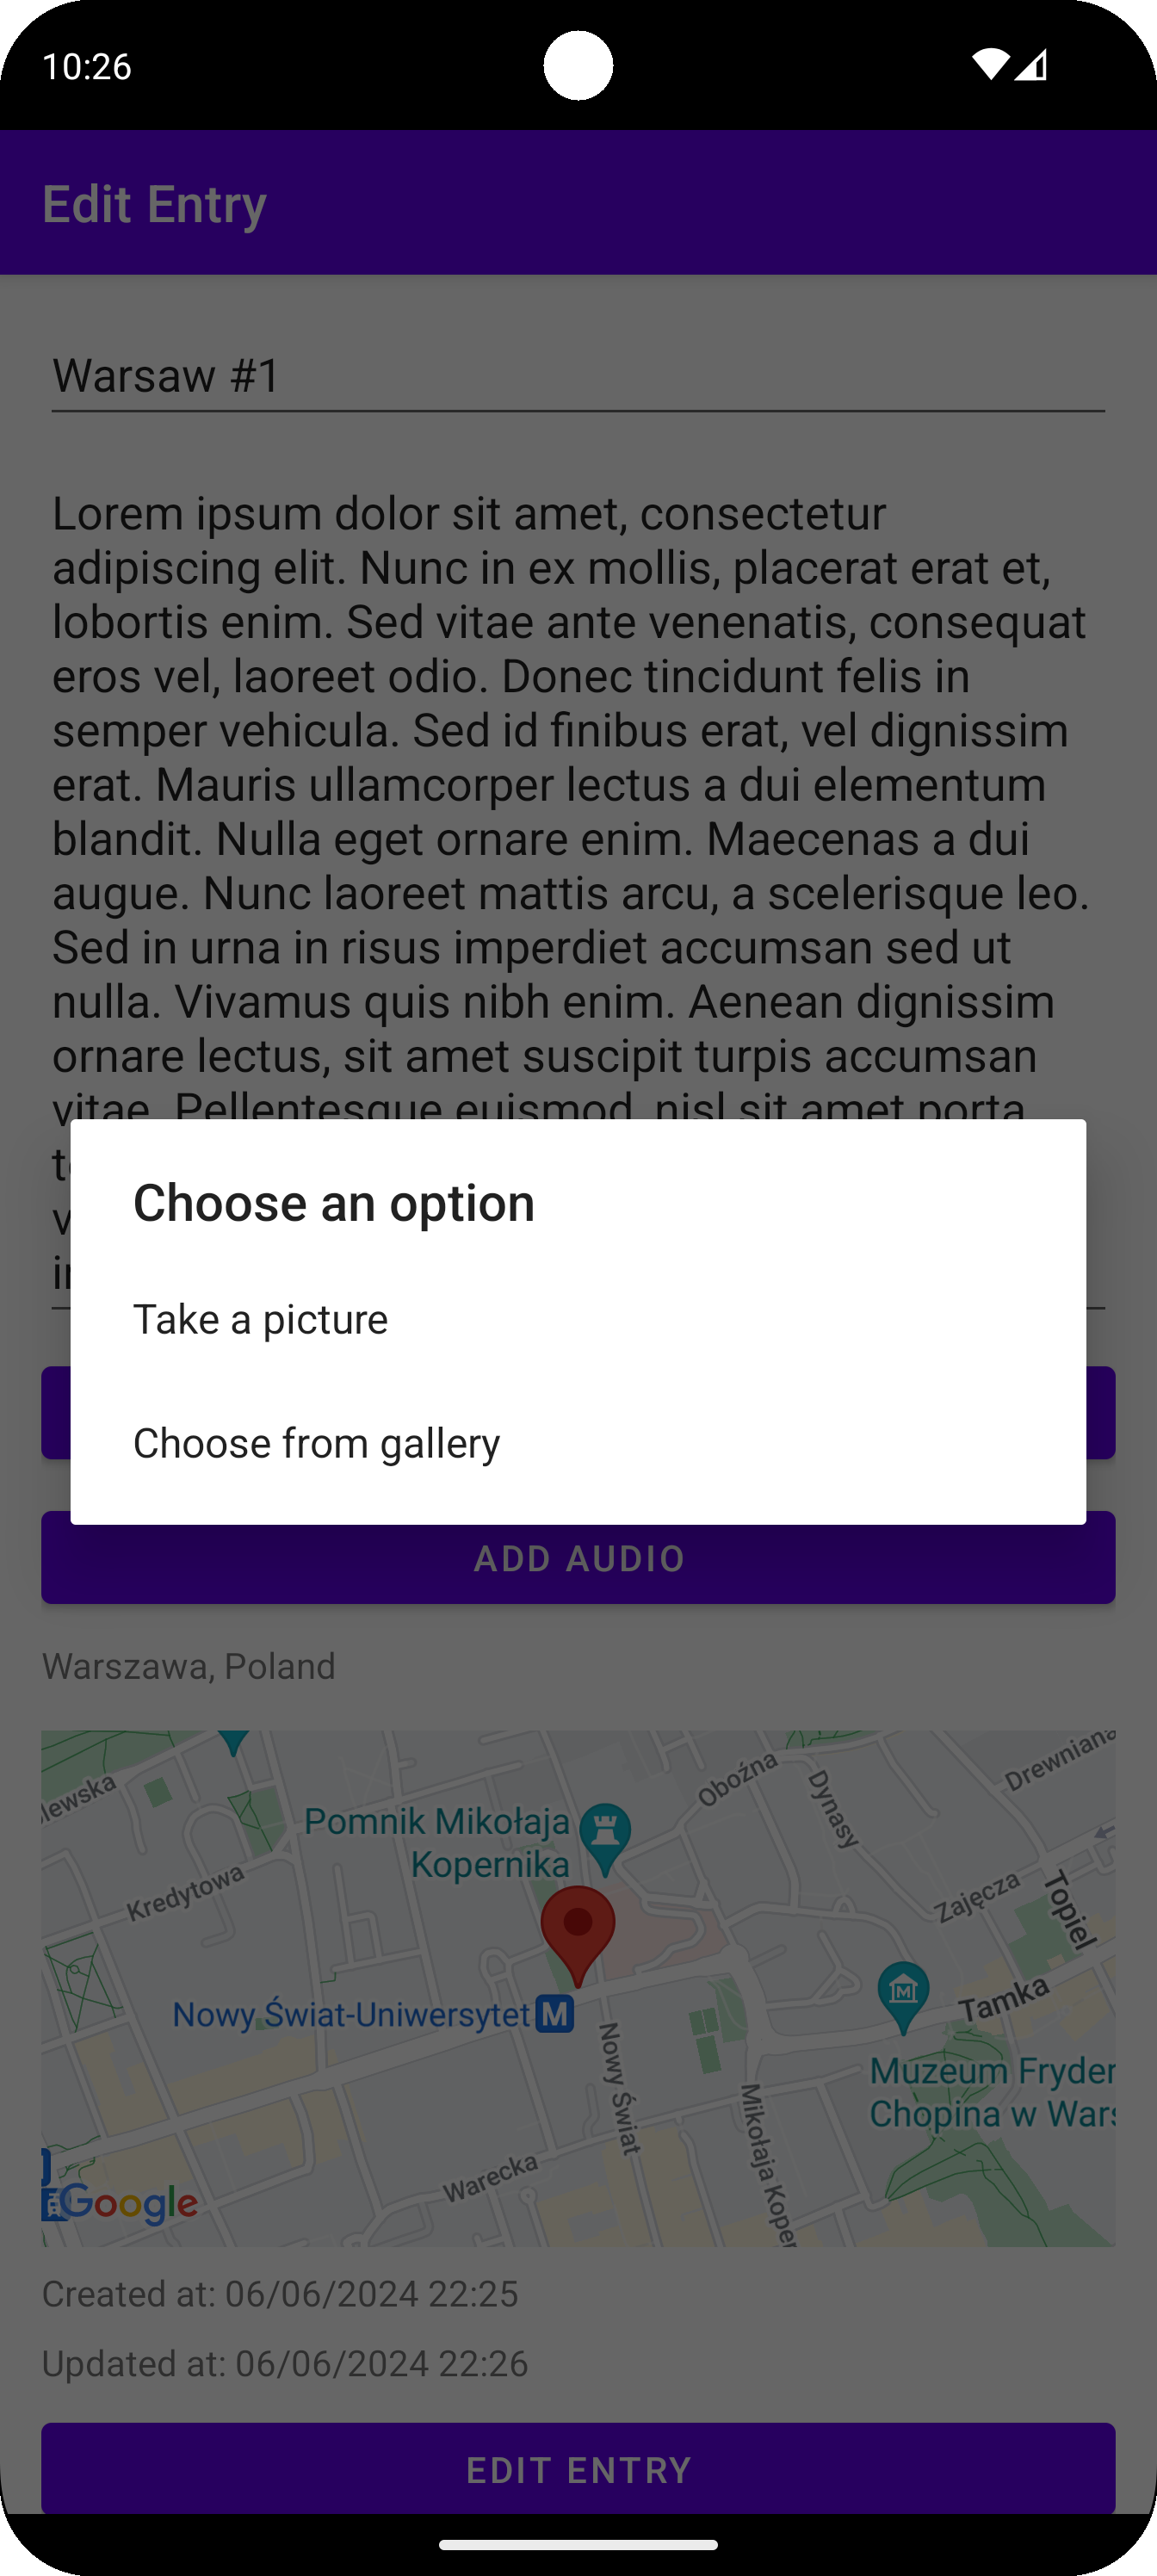 10:26
Edit Entry
Warsaw #1
Lorem ipsum dolor sit amet, consectetur
adipiscing elit. Nunc in ex mollis, placerat erat et,
lobortis enim. Sed vitae ante venenatis, consequat
eros vel, laoreet odio. Donec tincidunt felis in
semper vehicula. Sed id finibus erat, vel dignissim
erat. Mauris ullamcorper lectus a dui elementum
blandit. Nulla eget ornare enim. Maecenas a dui
augue. Nunc laoreet mattis arcu, a scelerisque leo.
Sed in urna in risus imperdiet accumsan sed ut
nulla. Vivamus quis nibh enim. Aenean dignissim
ornare lectus, sit amet suscipit turpis accumsan
vitae. Pellentesque euismod, nisl sit amet porta
Choose an option
Take a picture
Choose from gallery
ADD AUDIO
Warszawa, Poland
lewska
Oboźna
Dynasy
Drewniana
Pomnik Mikołaja
Kopernika
Kredytowa
Zajęcza
Topiel
Nowy Świat-Uniwersytet M
Tamka
Nowy Świat
Muzeum Fryder
Chopina w Wars
Mikołaja Koper
Warecka
Google
Created at: 06/06/2024 22:25
Updated at: 06/06/2024 22:26
EDIT ENTRY